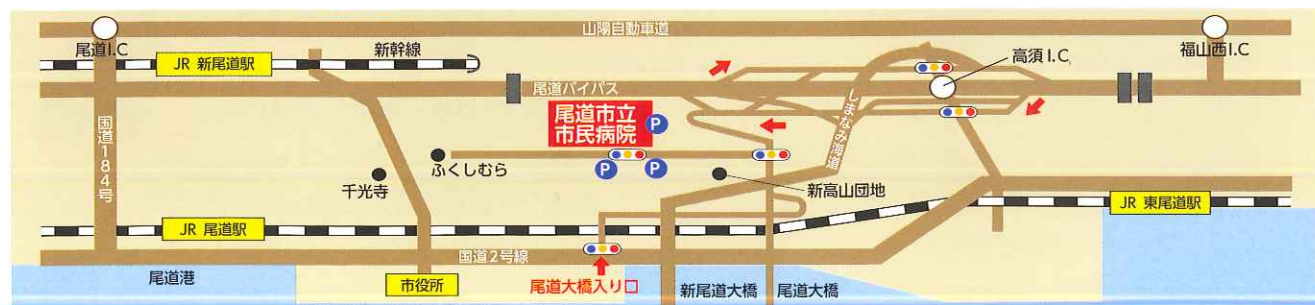 山陽自動車道
尾道I.C
福山西I.C
新幹線
高須I.C
JR 新尾道駅
尾道バイパス
尾道市立
市民病院
P
国道184号
しまなみ海道
ふくしむら
P
P
千光寺
新高山団地
JR 尾道駅
JR 東尾道駅
国道2号線
尾道港
市役所
尾道大橋入り口
新尾道大橋
尾道大橋